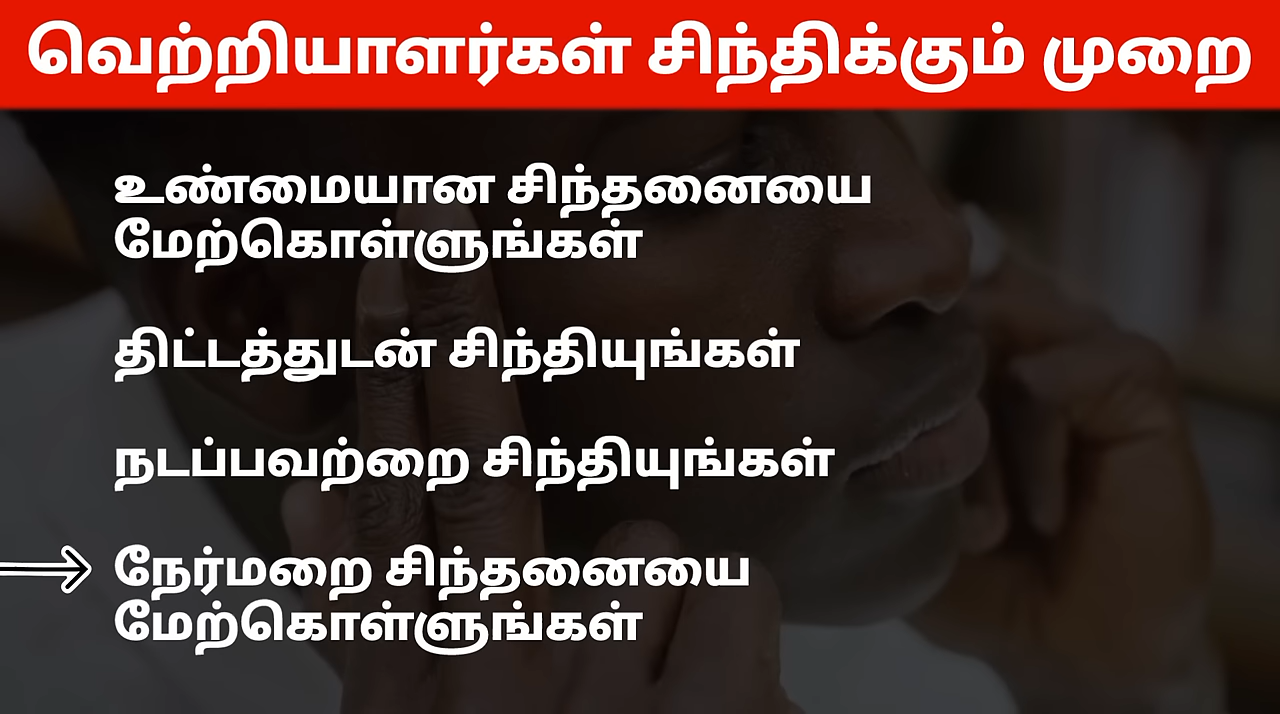 வெற்றியாளர்கள் சிந்திக்கும் முறை
உண்மையான சிந்தனையை
மேற்கொள்ளுங்கள்
திட்டத்துடன் சிந்தியுங்கள்
நடப்பவற்றை சிந்தியுங்கள்
நேர்மறை சிந்தனையை
மேற்கொள்ளுங்கள்